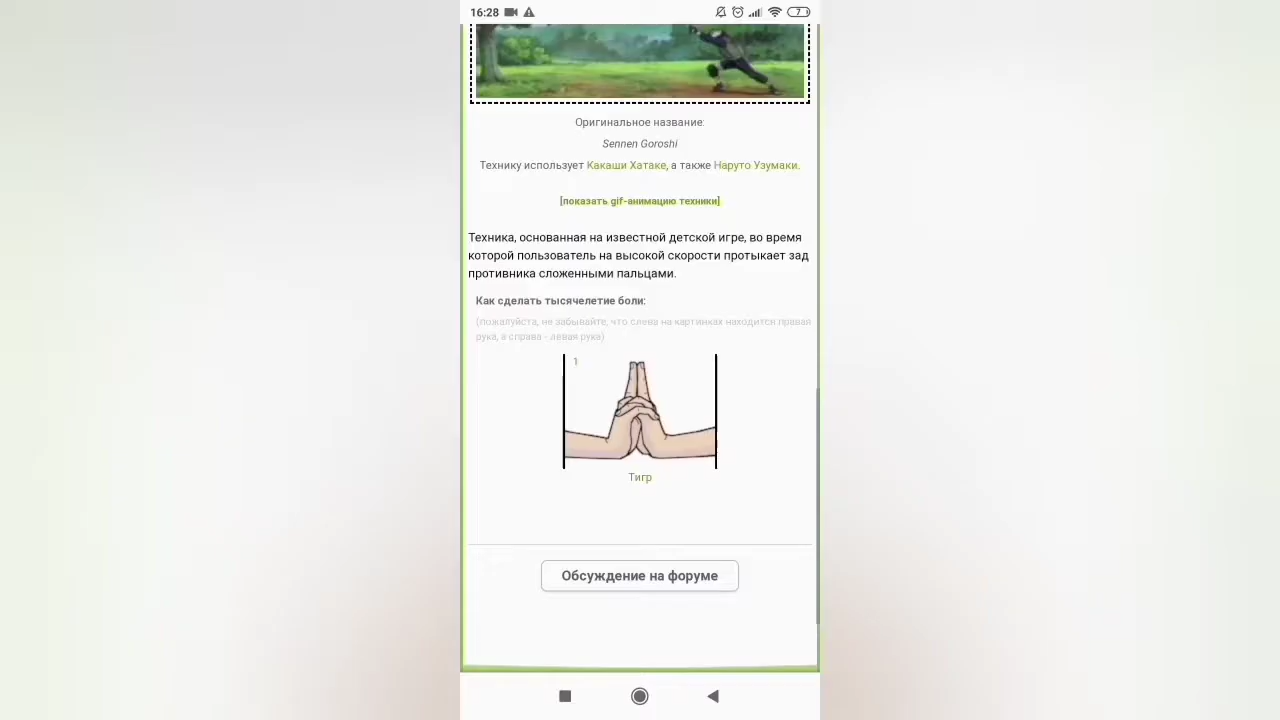 16:28
7
Оригинальное название:
Sennen Goroshi
Технику использует Какаши Хатаке, а также Наруто Узумаки.
[показать gif-анимацию техники]
Техника, основанная на известной детской игре, во время
которой пользователь на высокой скорости протыкает зад
противника сложенными пальцами.
Как сделать тысячелетие боли:
(пожалуйста, не забывайте, что слева на картинках находится правая
рука, а справа - левая рука)
1
Тигр
Обсуждение на форуме